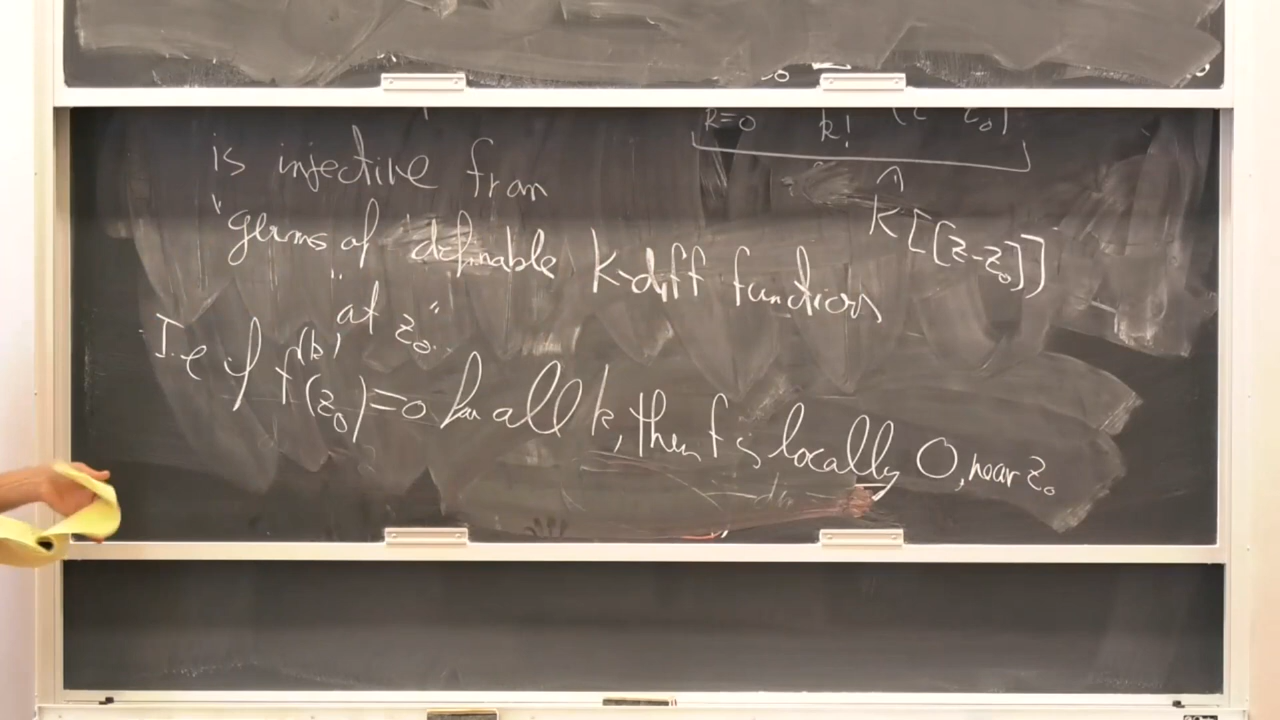 k=0 k! (z z₀)
is injective from
K[[z-z₀]]
"germs of definable K-diff functions
at z₀"
I.e if f⁽ᵏ⁾(z₀)=0 for all k, then f is locally 0, near z₀